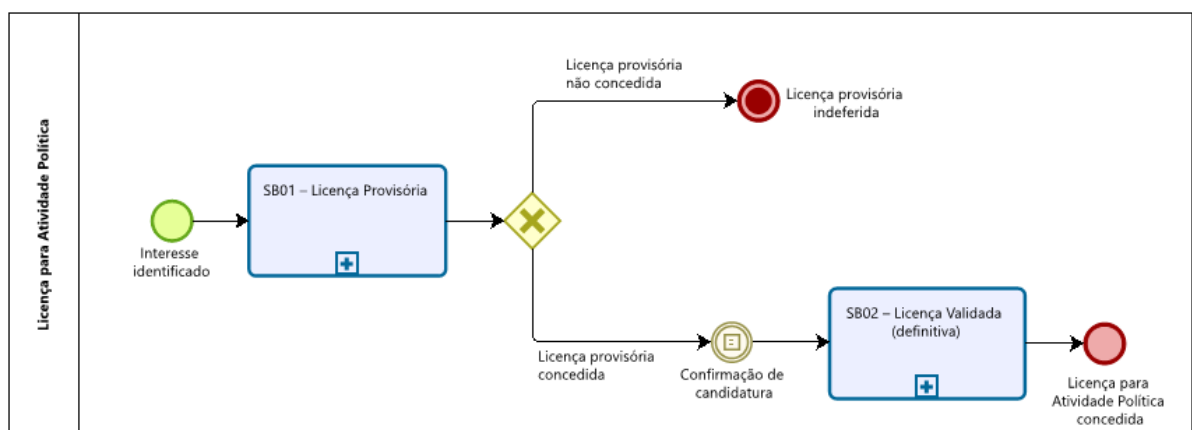 Licença para Atividade Política
Interesse
identificado
SB01 – Licença Provisória
Licença provisória
não concedida
Licença provisória
indeferida
Licença provisória
concedida
Confirmação de
candidatura
SB02 – Licença Validada
(definitiva)
Licença para
Atividade Política
concedida